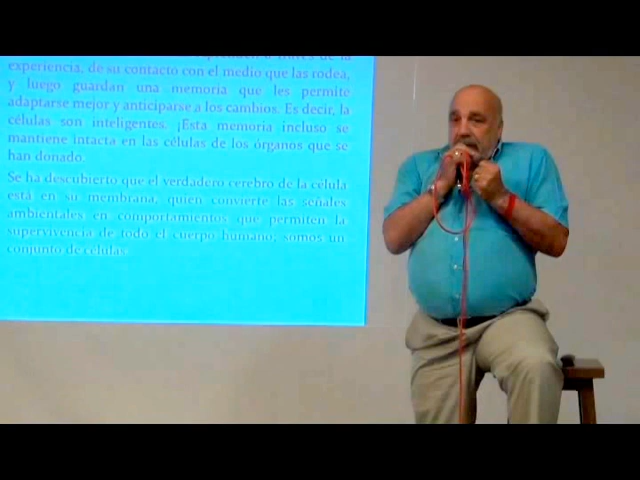 de la
experiencia, de su contacto con el medio que las rodea,
y luego guardan una memoria que les permite
adaptarse mejor y anticiparse a los cambios. Es decir, la
células son inteligentes. ¡Esta memoria incluso se
mantiene intacta en las células de los órganos que se
han donado.
Se ha descubierto que el verdadero cerebro de la célula
está en su membrana, quien convierte las señales
ambientales en comportamientos que permiten la
supervivencia de todo el cuerpo humano; somos un
conjunto de células.